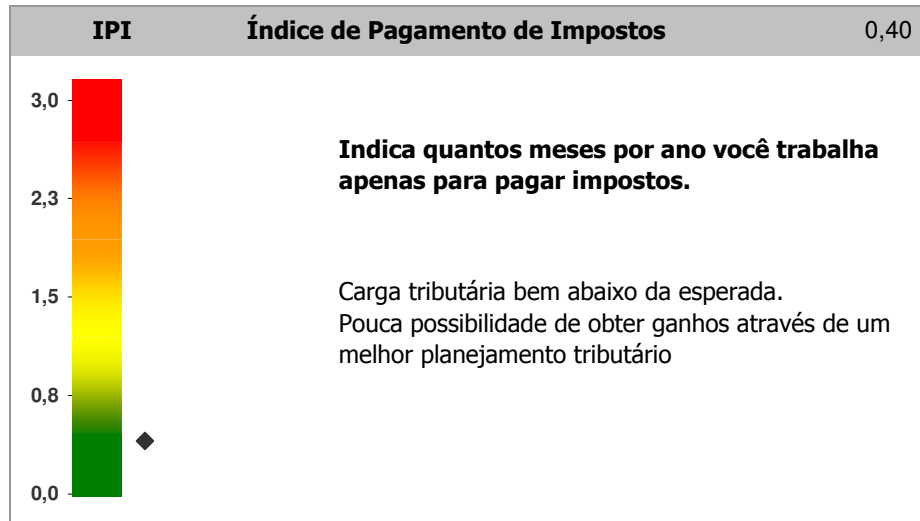 IPI Índice de Pagamento de Impostos 0,40
3,0
Indica quantos meses por ano você trabalha
apenas para pagar impostos.
2,3
1,5
Carga tributária bem abaixo da esperada.
Pouca possibilidade de obter ganhos através de um
melhor planejamento tributário
0,8
0,0